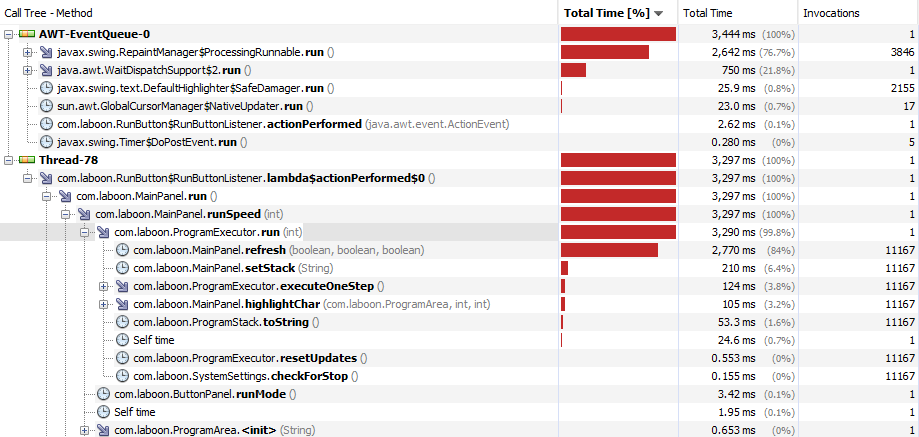 Call Tree - Method Total Time [%] Total Time Invocations
AWT-EventQueue-0 3,444 ms (100%) 1
javax.swing.RepaintManager$ProcessingRunnable.run () 2,642 ms (76.7%) 3846
java.awt.WaitDispatchSupport$2.run () 750 ms (21.8%) 1
javax.swing.text.DefaultHighlighter$SafeDamager.run () 25.9 ms (0.8%) 2155
sun.awt.GlobalCursorManager$NativeUpdater.run () 23.0 ms (0.7%) 17
com.laboon.RunButton$RunButtonListener.actionPerformed (java.awt.event.ActionEvent) 2.62 ms (0.1%) 1
javax.swing.Timer$DoPostEvent.run () 0.280 ms (0%) 5
Thread-78 3,297 ms (100%) 1
com.laboon.RunButton$RunButtonListener.lambda$actionPerformed$0 () 3,297 ms (100%) 1
com.laboon.MainPanel.run () 3,297 ms (100%) 1
com.laboon.MainPanel.runSpeed (int) 3,297 ms (100%) 1
com.laboon.ProgramExecutor.run (int) 3,290 ms (99.8%) 1
com.laboon.MainPanel.refresh (boolean, boolean, boolean) 2,770 ms (84%) 11167
com.laboon.MainPanel.setStack (String) 210 ms (6.4%) 11167
com.laboon.ProgramExecutor.executeOneStep () 124 ms (3.8%) 11167
com.laboon.MainPanel.highlightChar (com.laboon.ProgramArea, int, int) 105 ms (3.2%) 11167
com.laboon.ProgramStack.toString () 53.3 ms (1.6%) 11167
Self time 24.6 ms (0.7%) 1
com.laboon.ProgramExecutor.resetUpdates () 0.553 ms (0%) 11167
com.laboon.SystemSettings.checkForStop () 0.155 ms (0%) 11167
com.laboon.ButtonPanel.runMode () 3.42 ms (0.1%) 1
Self time 1.95 ms (0.1%) 1
com.laboon.ProgramArea.<init> (String) 0.653 ms (0%) 1